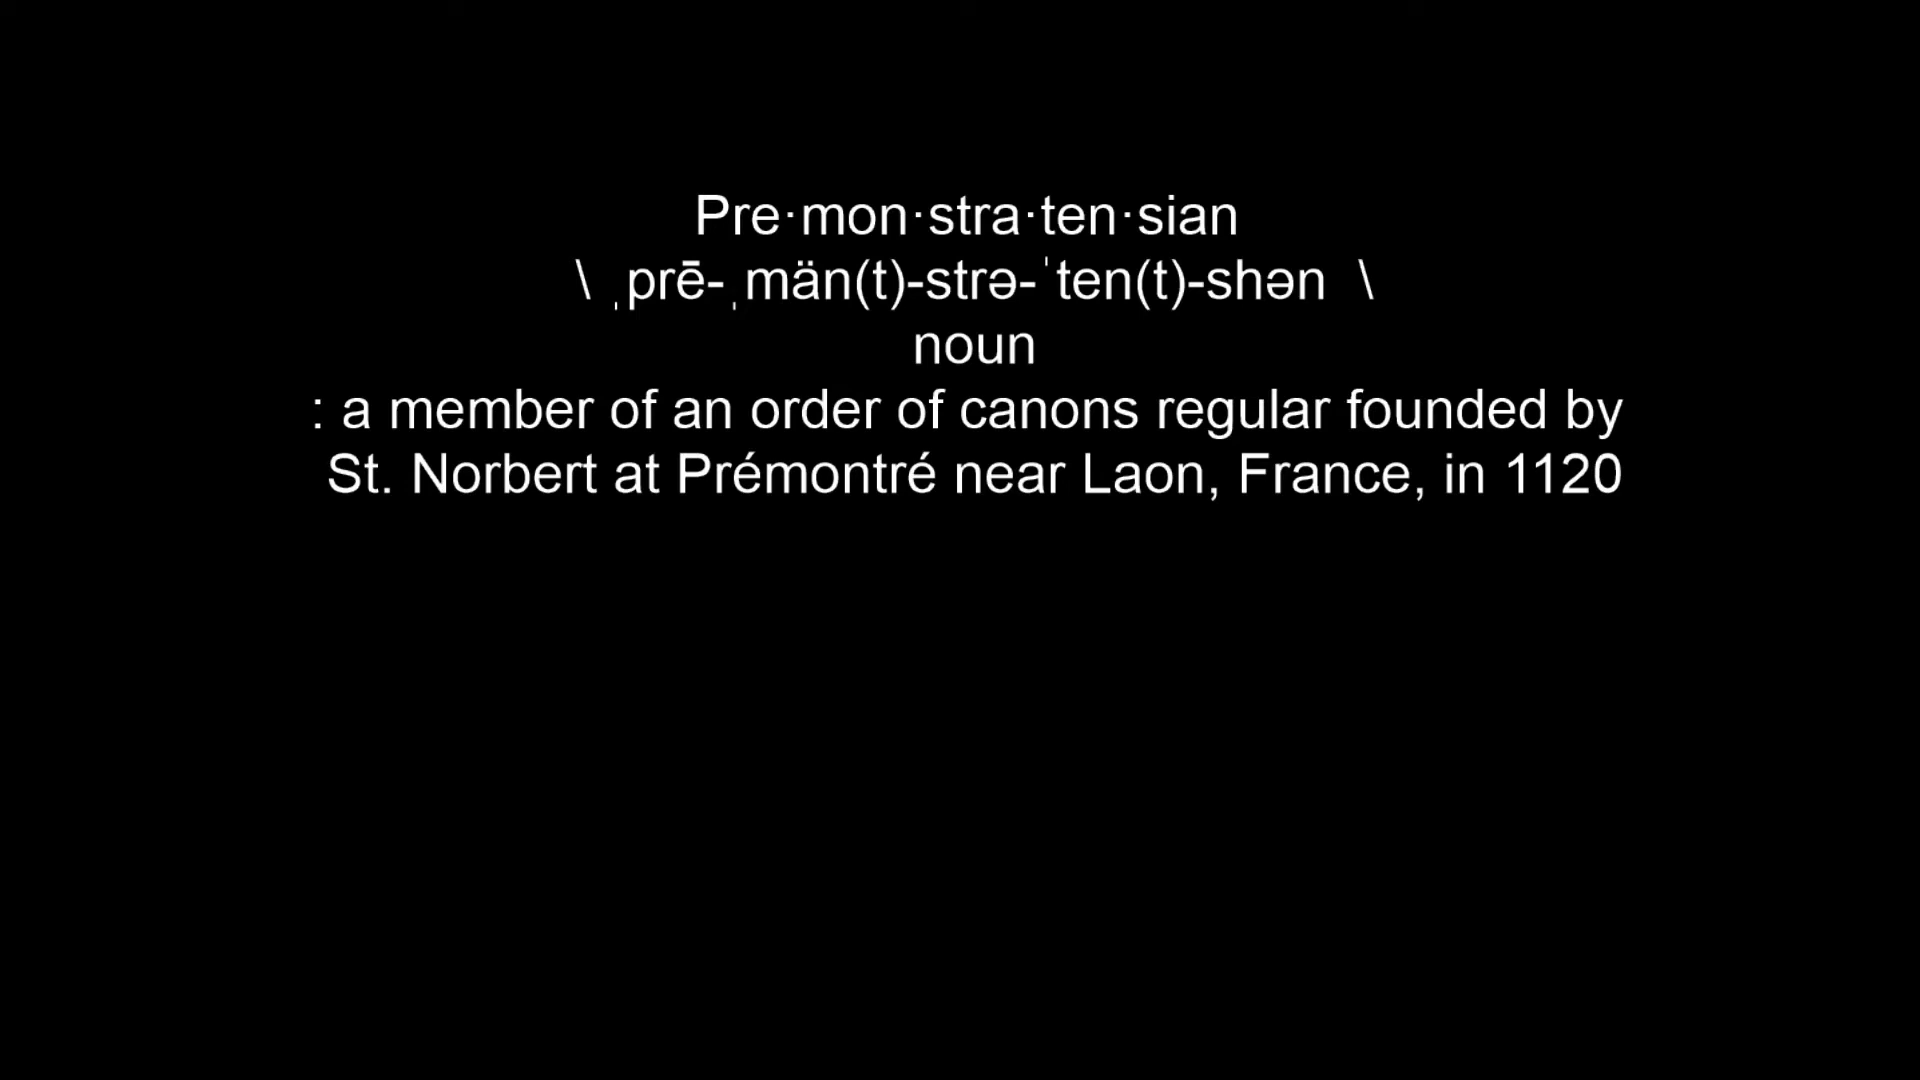 Pre·mon·stra·ten·sian
\ ˌprē-ˌmän(t)-strə-ˈten(t)-shən \
noun
: a member of an order of canons regular founded by
St. Norbert at Prémontré near Laon, France, in 1120